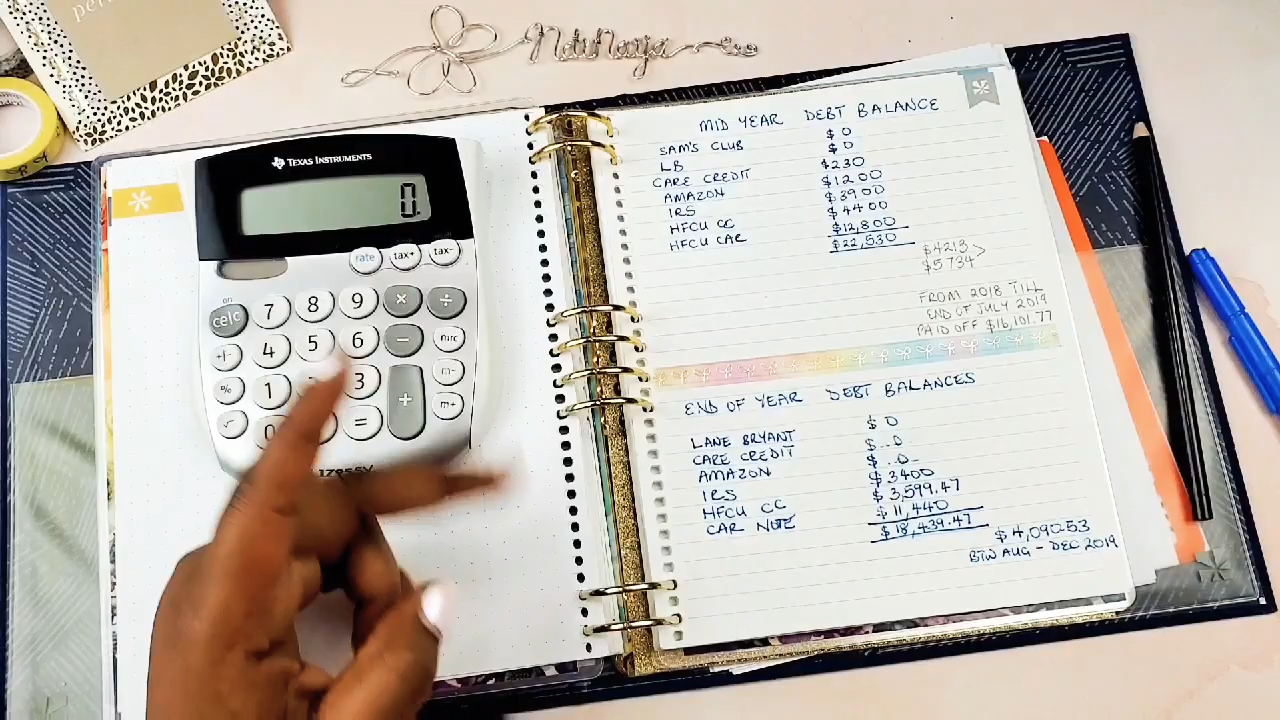 per
NotiNaija
TEXAS INSTRUMENTS
0.
rate tax+ tax-
on
ce/c 7 8 9 × ÷
+/- 4 5 6 − M-
% 1 3 + M+
√ 0 =
MID YEAR DEBT BALANCE
SAM'S CLUB $ 0
LB $ 0
CARE CREDIT $230
AMAZON $1200
IRS $3900
HFCU CC $4400
HFCU CAR $12,800
$22,530
$4213 >
$5734
FROM 2018 TILL
END OF JULY 2019
PAID OFF $16,101.77
END OF YEAR DEBT BALANCES
LANE BRYANT $ 0
CARE CREDIT $ 0
AMAZON $ 0
IRS $3400
HFCU CC $3,599.47
CAR NOTE $11,440
$18,439.47
$4,090.53
BTW AUG - DEC 2019